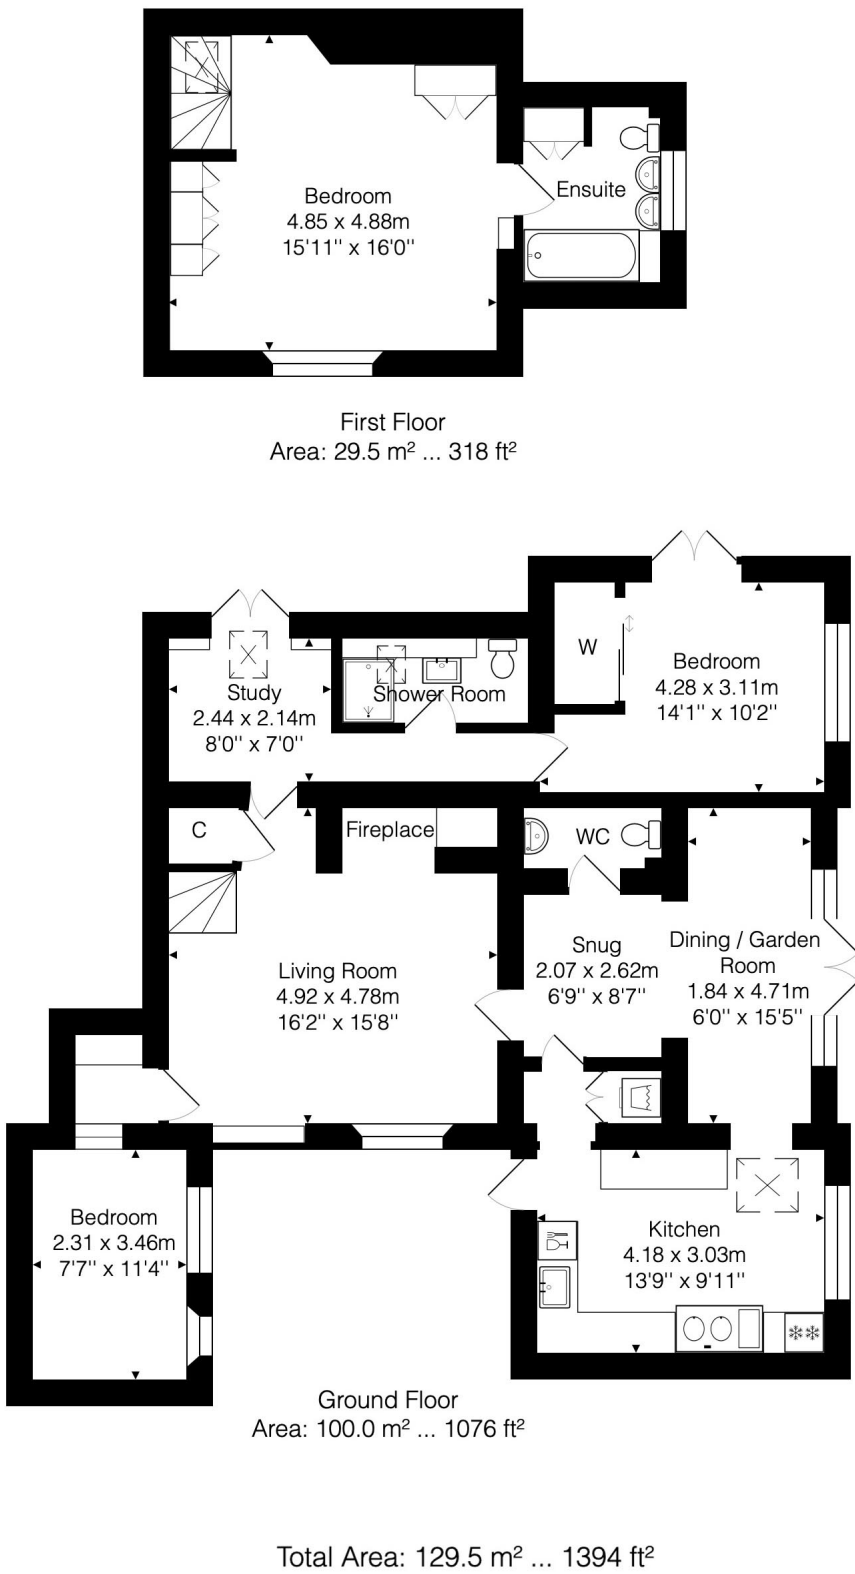 Bedroom
4.85 x 4.88m
15'11'' x 16'0''
Ensuite
First Floor
Area: 29.5 m² ... 318 ft²
W
Bedroom
4.28 x 3.11m
14'1'' x 10'2''
Study
2.44 x 2.14m
8'0'' x 7'0''
Shower Room
C
Fireplace
WC
Living Room
4.92 x 4.78m
16'2'' x 15'8''
Snug
2.07 x 2.62m
6'9'' x 8'7''
Dining / Garden
Room
1.84 x 4.71m
6'0'' x 15'5''
Bedroom
2.31 x 3.46m
7'7'' x 11'4''
Kitchen
4.18 x 3.03m
13'9'' x 9'11''
Ground Floor
Area: 100.0 m² ... 1076 ft²
Total Area: 129.5 m² ... 1394 ft²